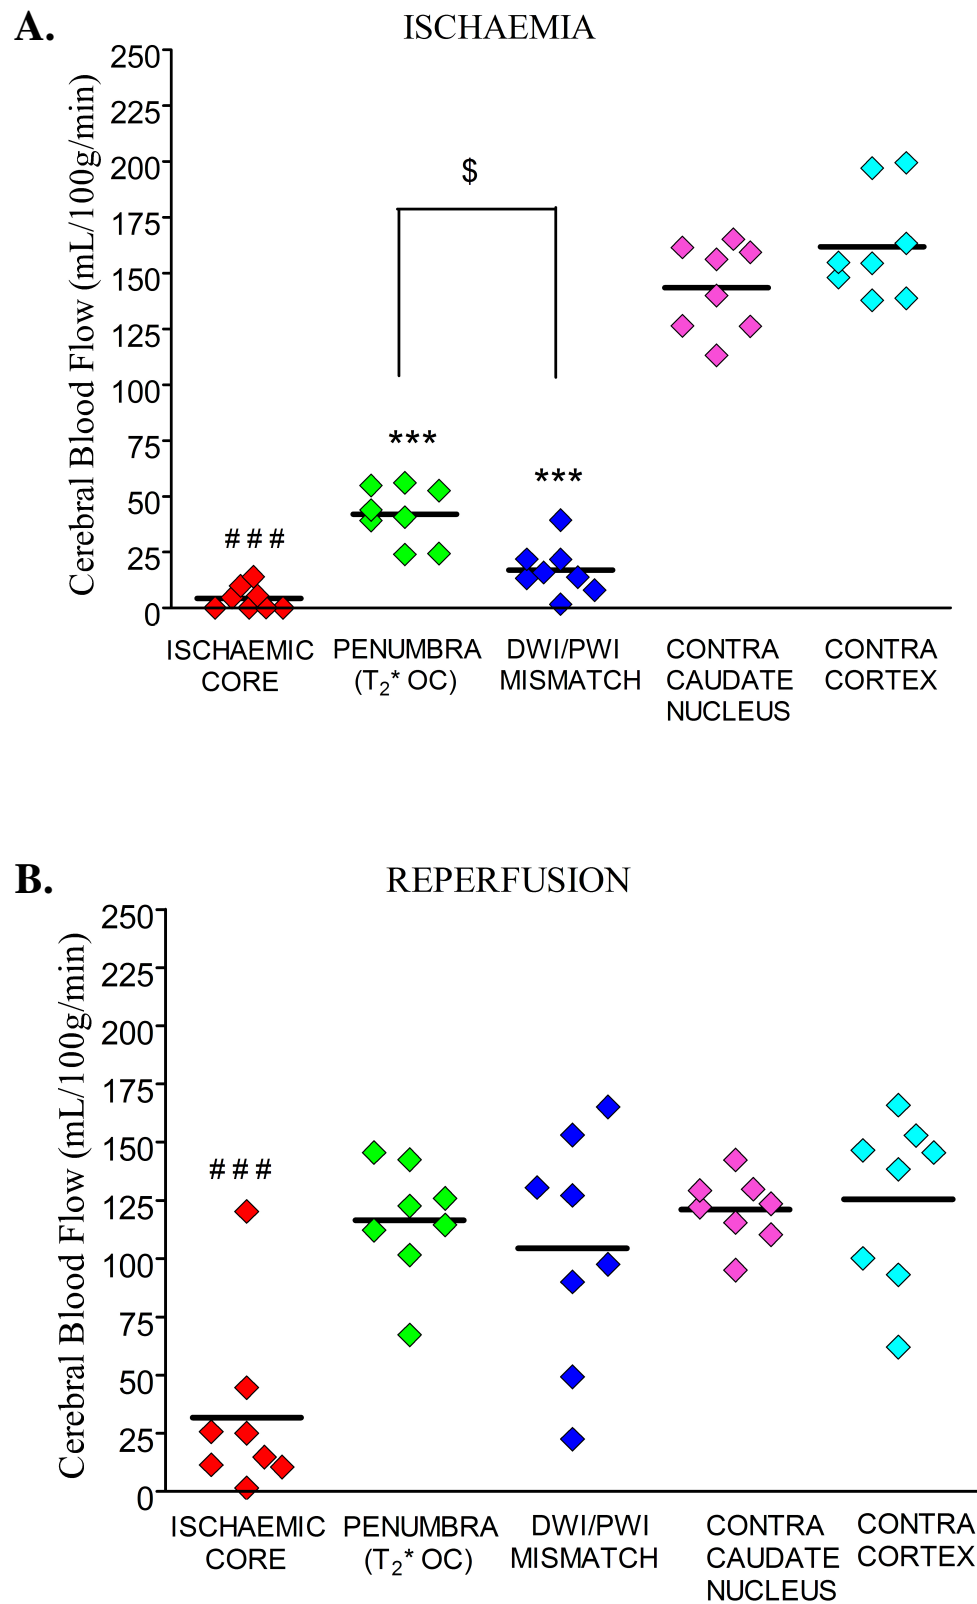 A.
ISCHAEMIA
Cerebral Blood Flow (mL/100g/min)
250
225
200
175
150
125
100
75
50
25
0
$
***
***
###
ISCHAEMIC
CORE
PENUMBRA
(T2* OC)
DWI/PWI
MISMATCH
CONTRA
CAUDATE
NUCLEUS
CONTRA
CORTEX
B.
REPERFUSION
Cerebral Blood Flow (mL/100g/min)
250
225
200
175
150
125
100
75
50
25
0
###
ISCHAEMIC
CORE
PENUMBRA
(T2* OC)
DWI/PWI
MISMATCH
CONTRA
CAUDATE
NUCLEUS
CONTRA
CORTEX